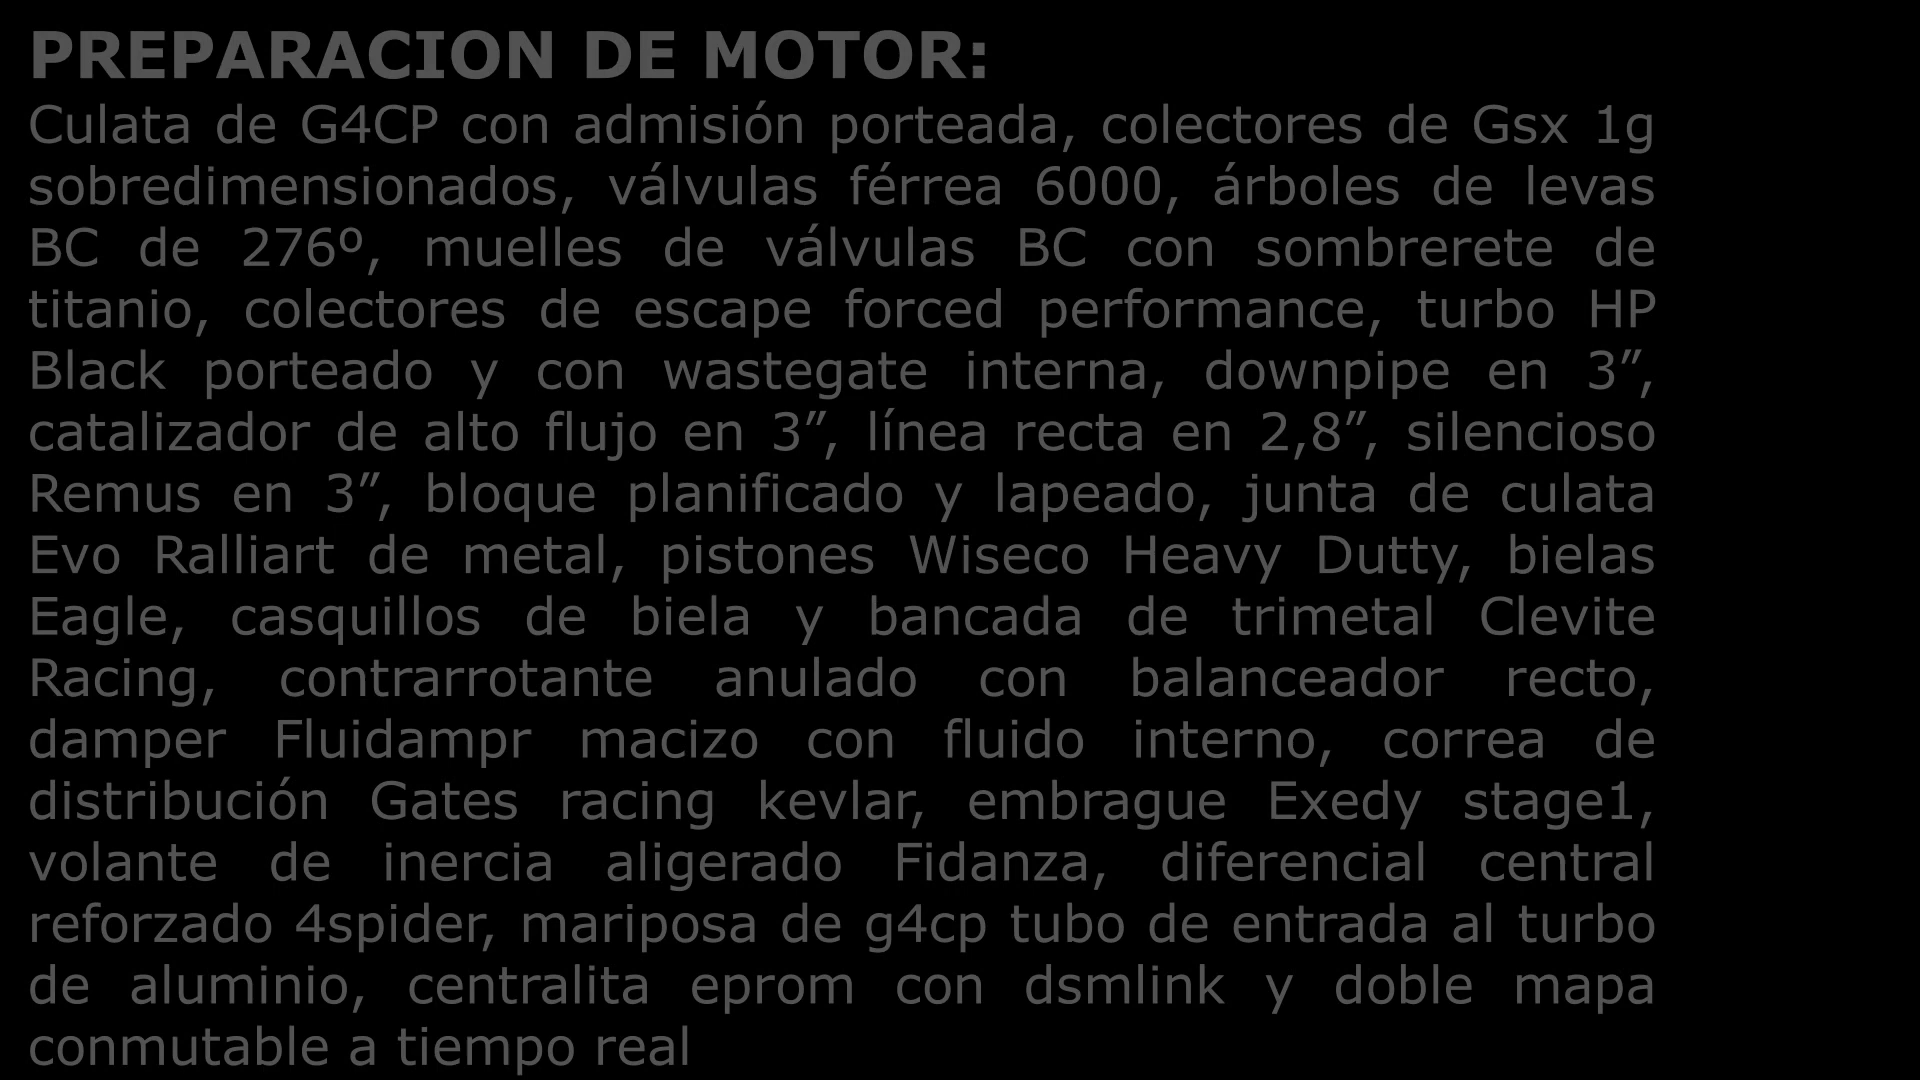 PREPARACION DE MOTOR:
Culata de G4CP con admisión porteada, colectores de Gsx 1g
sobredimensionados, válvulas férrea 6000, árboles de levas
BC de 276º, muelles de válvulas BC con sombrerete de
titanio, colectores de escape forced performance, turbo HP
Black porteado y con wastegate interna, downpipe en 3”,
catalizador de alto flujo en 3”, línea recta en 2,8”, silencioso
Remus en 3”, bloque planificado y lapeado, junta de culata
Evo Ralliart de metal, pistones Wiseco Heavy Dutty, bielas
Eagle, casquillos de biela y bancada de trimetal Clevite
Racing, contrarrotante anulado con balanceador recto,
damper Fluidampr macizo con fluido interno, correa de
distribución Gates racing kevlar, embrague Exedy stage1,
volante de inercia aligerado Fidanza, diferencial central
reforzado 4spider, mariposa de g4cp tubo de entrada al turbo
de aluminio, centralita eprom con dsmlink y doble mapa
conmutable a tiempo real